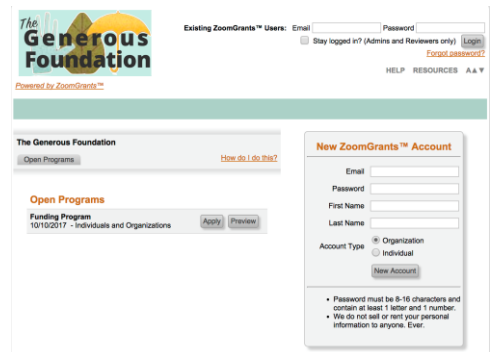 The
Generous
Foundation
Existing ZoomGrants™ Users: Email Password
Stay logged in? (Admins and Reviewers only) Login
Forgot password?
HELP RESOURCES AA▼
Powered by ZoomGrants™
The Generous Foundation
Open Programs How do I do this?
Open Programs
Funding Program
10/10/2017 - Individuals and Organizations
Apply Preview
New ZoomGrants™ Account
Email
Password
First Name
Last Name
Account Type Organization
Individual
New Account
• Password must be 8-16 characters and
contain at least 1 letter and 1 number.
• We do not sell or rent your personal
information to anyone. Ever.